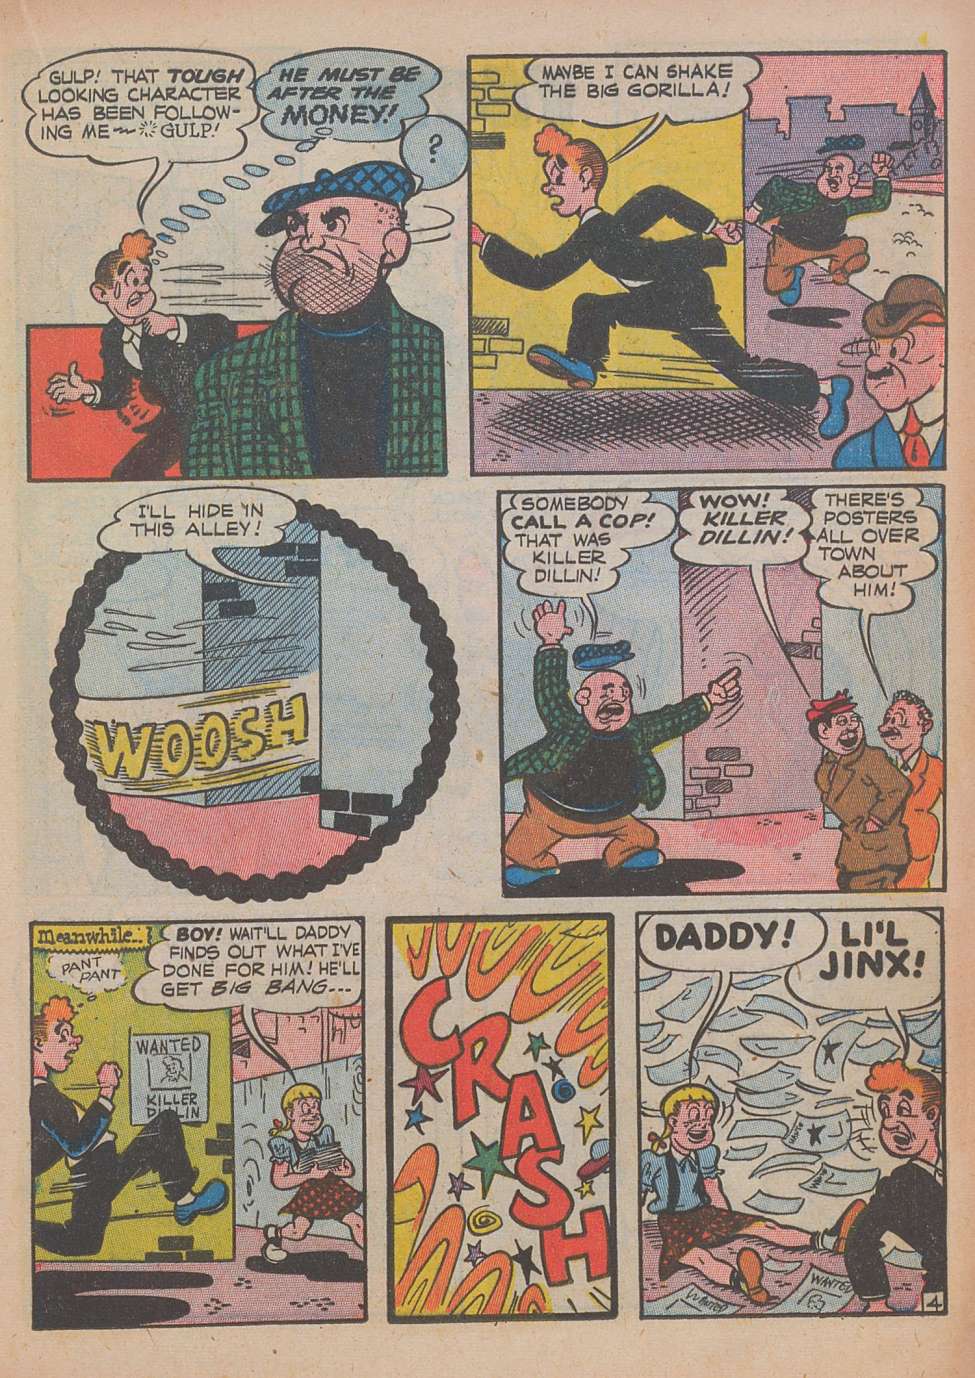 GULP! THAT TOUGH
LOOKING CHARACTER
HAS BEEN FOLLOW-
ING ME~~ GULP!
HE MUST BE
AFTER THE
MONEY!
?
MAYBE I CAN SHAKE
THE BIG GORILLA!
I'LL HIDE IN
THIS ALLEY!
WOOSH
SOMEBODY
CALL A COP!
THAT WAS
KILLER
DILLIN!
WOW!
KILLER
DILLIN!
THERE'S
POSTERS
ALL OVER
TOWN
ABOUT
HIM!
Meanwhile..
PANT
PANT
BOY! WAIT'LL DADDY
FINDS OUT WHAT I'VE
DONE FOR HIM! HE'LL
GET BIG BANG---
WANTED
KILLER
DILLIN
CRASH
DADDY!
LI'L
JINX!
WANTED
WANTED
4